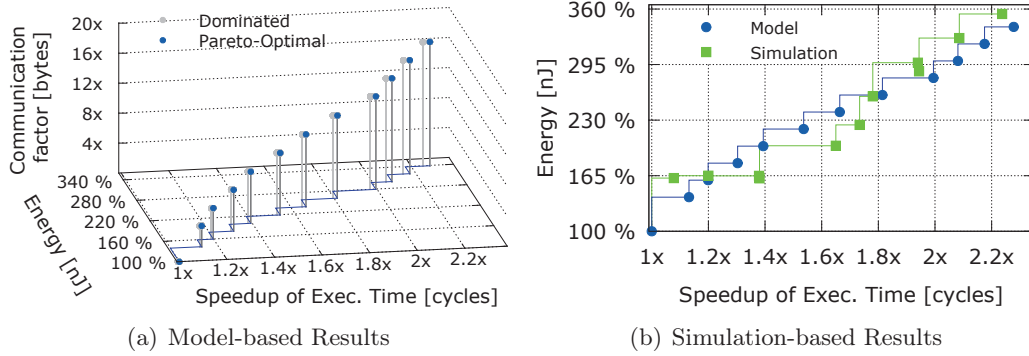 20x
16x
12x
8x
4x
Communication
factor [bytes]
Dominated
Pareto-Optimal
340 %
280 %
220 %
160 %
100 %
Energy [nJ]
1x 1.2x 1.4x 1.6x 1.8x 2x 2.2x
Speedup of Exec. Time [cycles]
(a) Model-based Results
360 %
295 %
230 %
165 %
100 %
Energy [nJ]
Model
Simulation
1x 1.2x 1.4x 1.6x 1.8x 2x 2.2x
Speedup of Exec. Time [cycles]
(b) Simulation-based Results